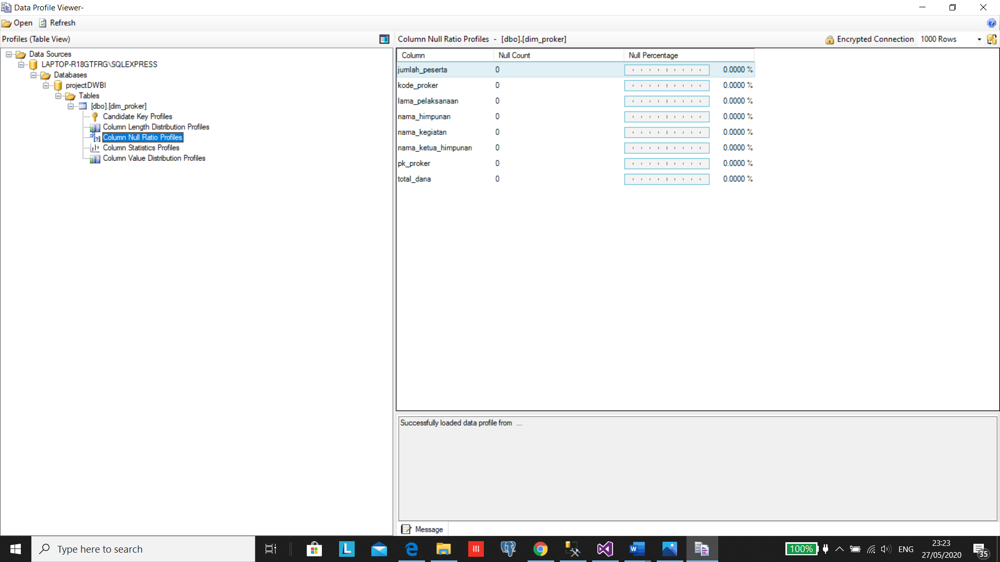 Data Profile Viewer-
Open Refresh
Profiles (Table View)
Column Null Ratio Profiles - [dbo].[dim_proker]
Encrypted Connection 1000 Rows
Data Sources
LAPTOP-R18GTFRG\SQLEXPRESS
Databases
projectDWBI
Tables
[dbo].[dim_proker]
Candidate Key Profiles
Column Length Distribution Profiles
Column Null Ratio Profiles
Column Statistics Profiles
Column Value Distribution Profiles
Column Null Count Null Percentage
jumlah_peserta 0 0.0000 %
kode_proker 0 0.0000 %
lama_pelaksanaan 0 0.0000 %
nama_himpunan 0 0.0000 %
nama_kegiatan 0 0.0000 %
nama_ketua_himpunan 0 0.0000 %
pk_proker 0 0.0000 %
total_dana 0 0.0000 %
Successfully loaded data profile from ...
Message
Type here to search
100%
ENG
23:23
27/05/2020
35